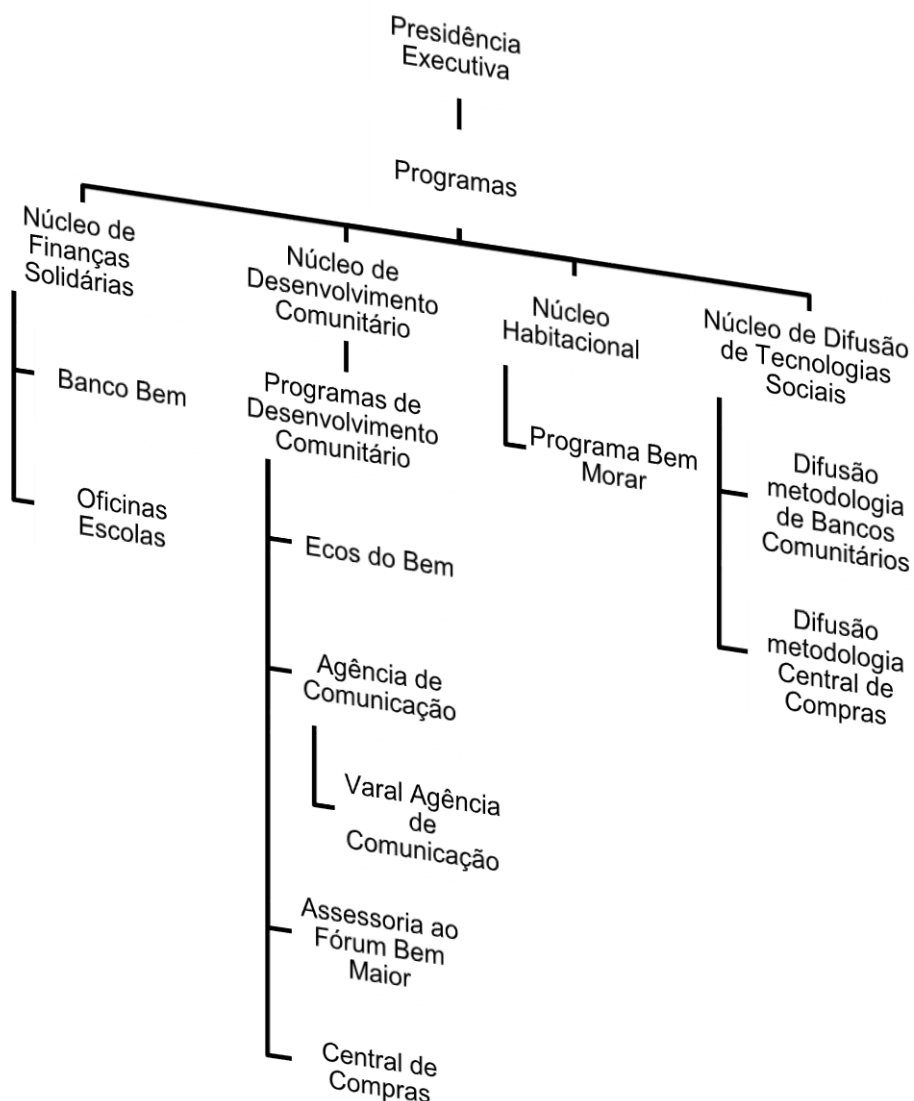 Presidência
Executiva
Programas
Núcleo de
Finanças
Solidárias
Banco Bem
Oficinas
Escolas
Núcleo de
Desenvolvimento
Comunitário
Programas de
Desenvolvimento
Comunitário
Ecos do Bem
Agência de
Comunicação
Varal Agência
de
Comunicação
Assessoria ao
Fórum Bem
Maior
Central de
Compras
Núcleo
Habitacional
Programa Bem
Morar
Núcleo de Difusão
de Tecnologias
Sociais
Difusão
metodologia
de Bancos
Comunitários
Difusão
metodologia
Central de
Compras